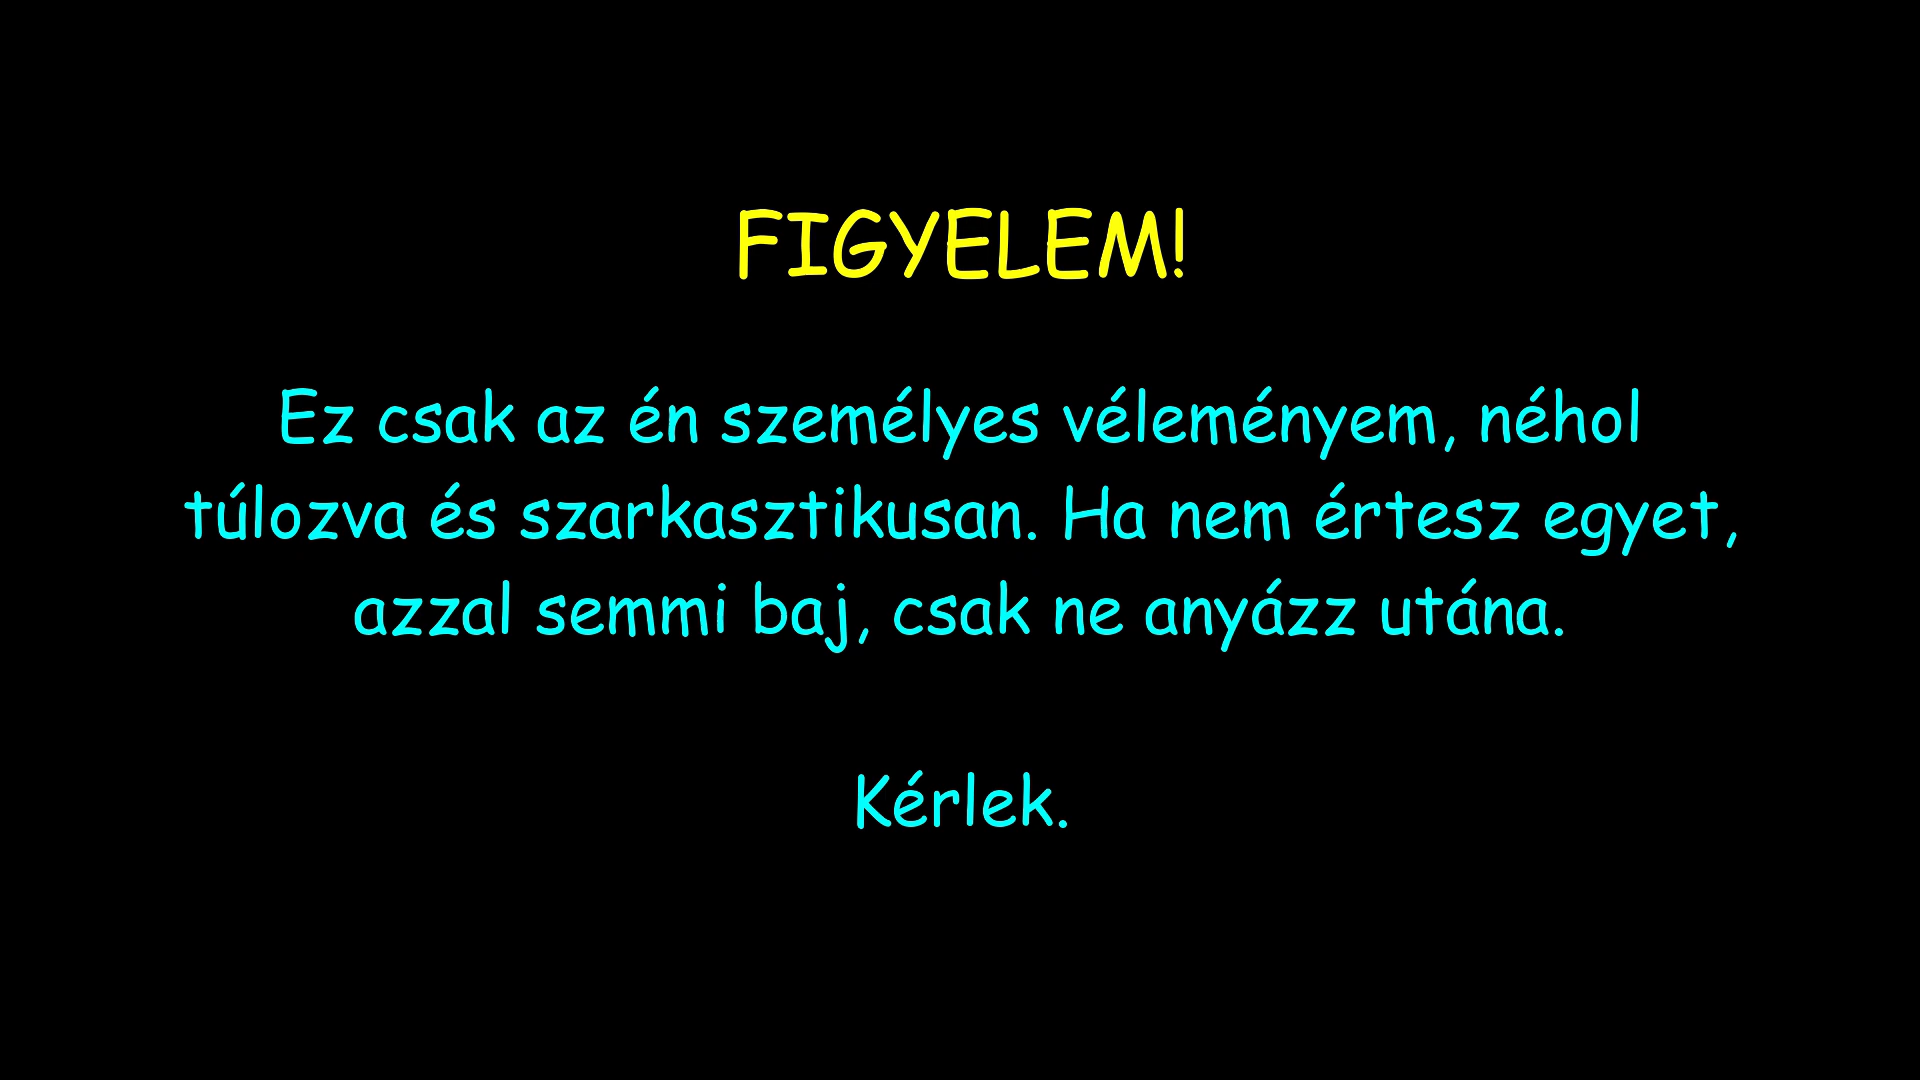 FIGYELEM!
Ez csak az én személyes véleményem, néhol
túlozva és szarkasztikusan. Ha nem értesz egyet,
azzal semmi baj, csak ne anyázz utána.
Kérlek.